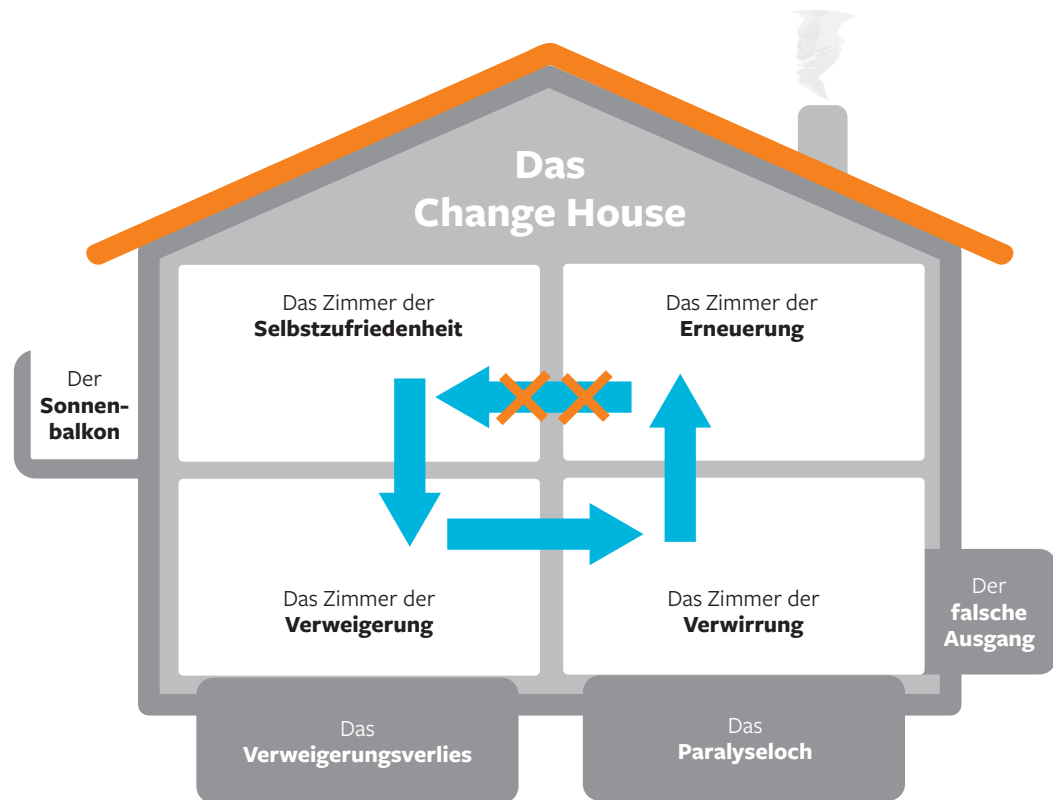 Das
Change House
Das Zimmer der
Selbstzufriedenheit
Das Zimmer der
Erneuerung
Der
Sonnen-
balkon
Das Zimmer der
Verweigerung
Das Zimmer der
Verwirrung
Der
falsche
Ausgang
Das
Verweigerungsverlies
Das
Paralyseloch